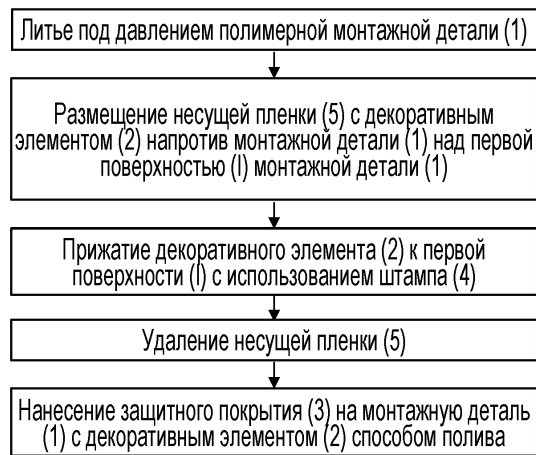 Литье под давлением полимерной монтажной детали (1)
Размещение несущей пленки (5) с декоративным
элементом (2) напротив монтажной детали (1) над первой
поверхностью (I) монтажной детали (1)
Прижатие декоративного элемента (2) к первой
поверхности (I) с использованием штампа (4)
Удаление несущей пленки (5)
Нанесение защитного покрытия (3) на монтажную деталь
(1) с декоративным элементом (2) способом полива